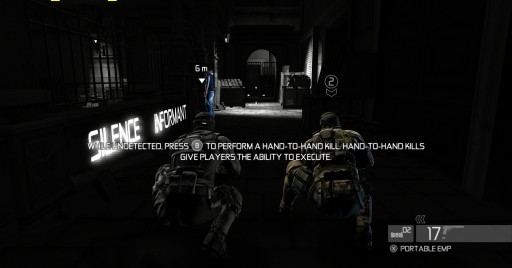 6 m
2
SILENCE INFORMANT
WHILE UNDETECTED, PRESS B TO PERFORM A HAND-TO-HAND KILL. HAND-TO-HAND KILLS
GIVE PLAYERS THE ABILITY TO EXECUTE.
02 17
PORTABLE EMP